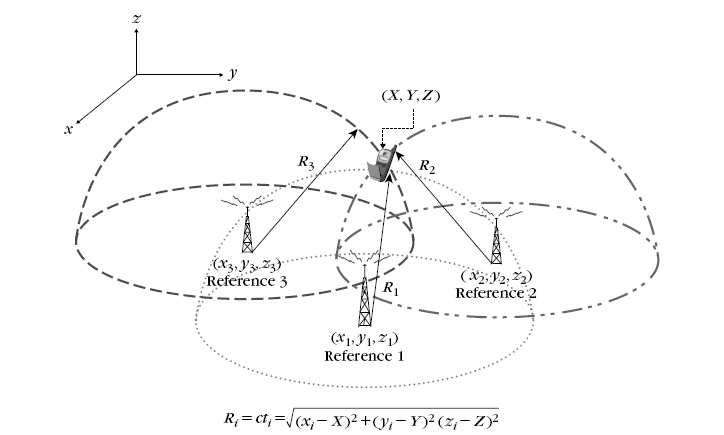 z
y
x
(X, Y, Z)
R3
R2
(x3, y3, z3)
Reference 3
(x2, y2, z2)
Reference 2
R1
(x1, y1, z1)
Reference 1
Ri = cti = √(xi − X)2 + (yi − Y)2 (zi − Z)2